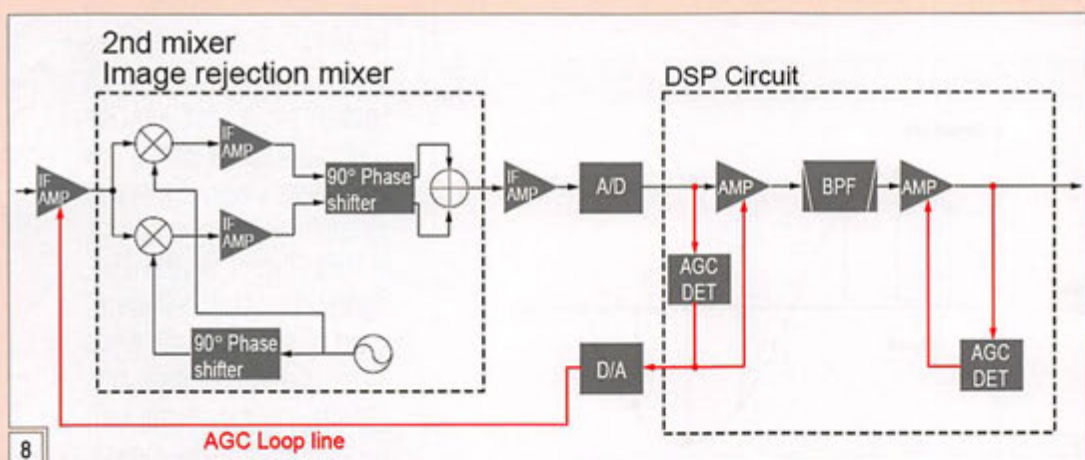 2nd mixer
Image rejection mixer
DSP Circuit
IF
AMP
IF
AMP
IF
AMP
90° Phase
shifter
IF
AMP
A/D
AMP
BPF
AMP
AGC
DET
90° Phase
shifter
D/A
AGC
DET
AGC Loop line
8